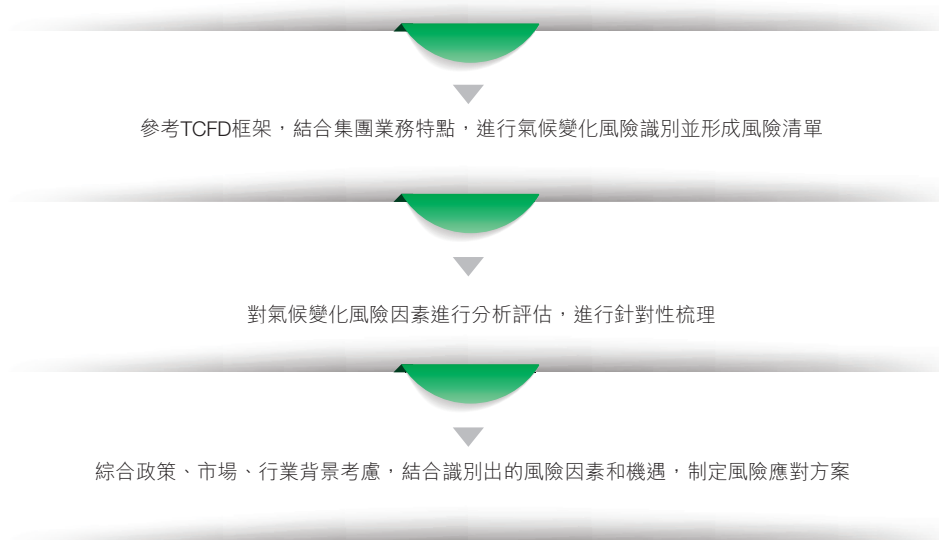 參考TCFD框架，結合集團業務特點，進行氣候變化風險識別並形成風險清單
對氣候變化風險因素進行分析評估，進行針對性梳理
綜合政策、市場、行業背景考慮，結合識別出的風險因素和機遇，制定風險應對方案